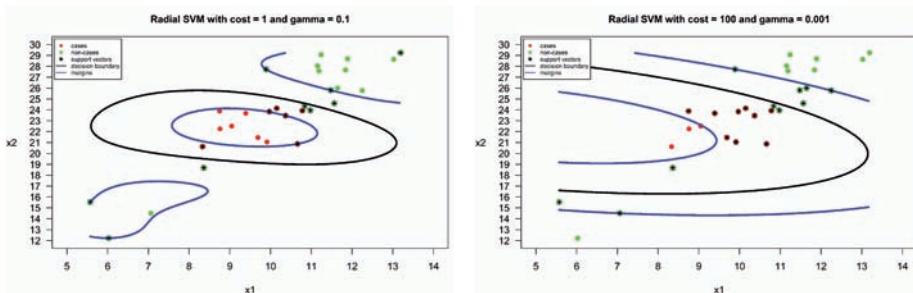 Radial SVM with cost = 1 and gamma = 0.1
cases
non-cases
support vectors
decision boundary
margins
30
29
28
27
26
25
24
23
22
21
20
19
18
17
16
15
14
13
12
x2
5 6 7 8 9 10 11 12 13 14
x1
Radial SVM with cost = 100 and gamma = 0.001
cases
non-cases
support vectors
decision boundary
margins
30
29
28
27
26
25
24
23
22
21
20
19
18
17
16
15
14
13
12
x2
5 6 7 8 9 10 11 12 13 14
x1